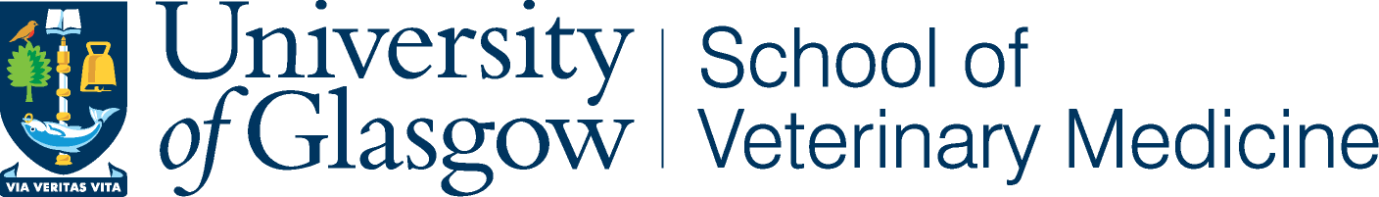 University
of Glasgow
School of
Veterinary Medicine
VIA VERITAS VITA